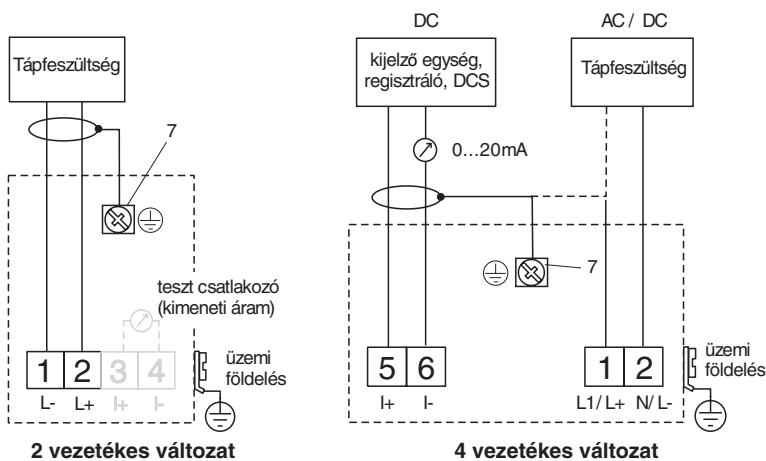 Tápfeszültség
7
teszt csatlakozó
(kimeneti áram)
1 2 3 4
L- L+ I+ I-
üzemi
földelés
2 vezetékes változat
DC
kijelző egység,
regisztráló, DCS
0...20mA
AC / DC
Tápfeszültség
7
5 6
I+ I-
1 2
L1/ L+ N/ L-
üzemi
földelés
4 vezetékes változat